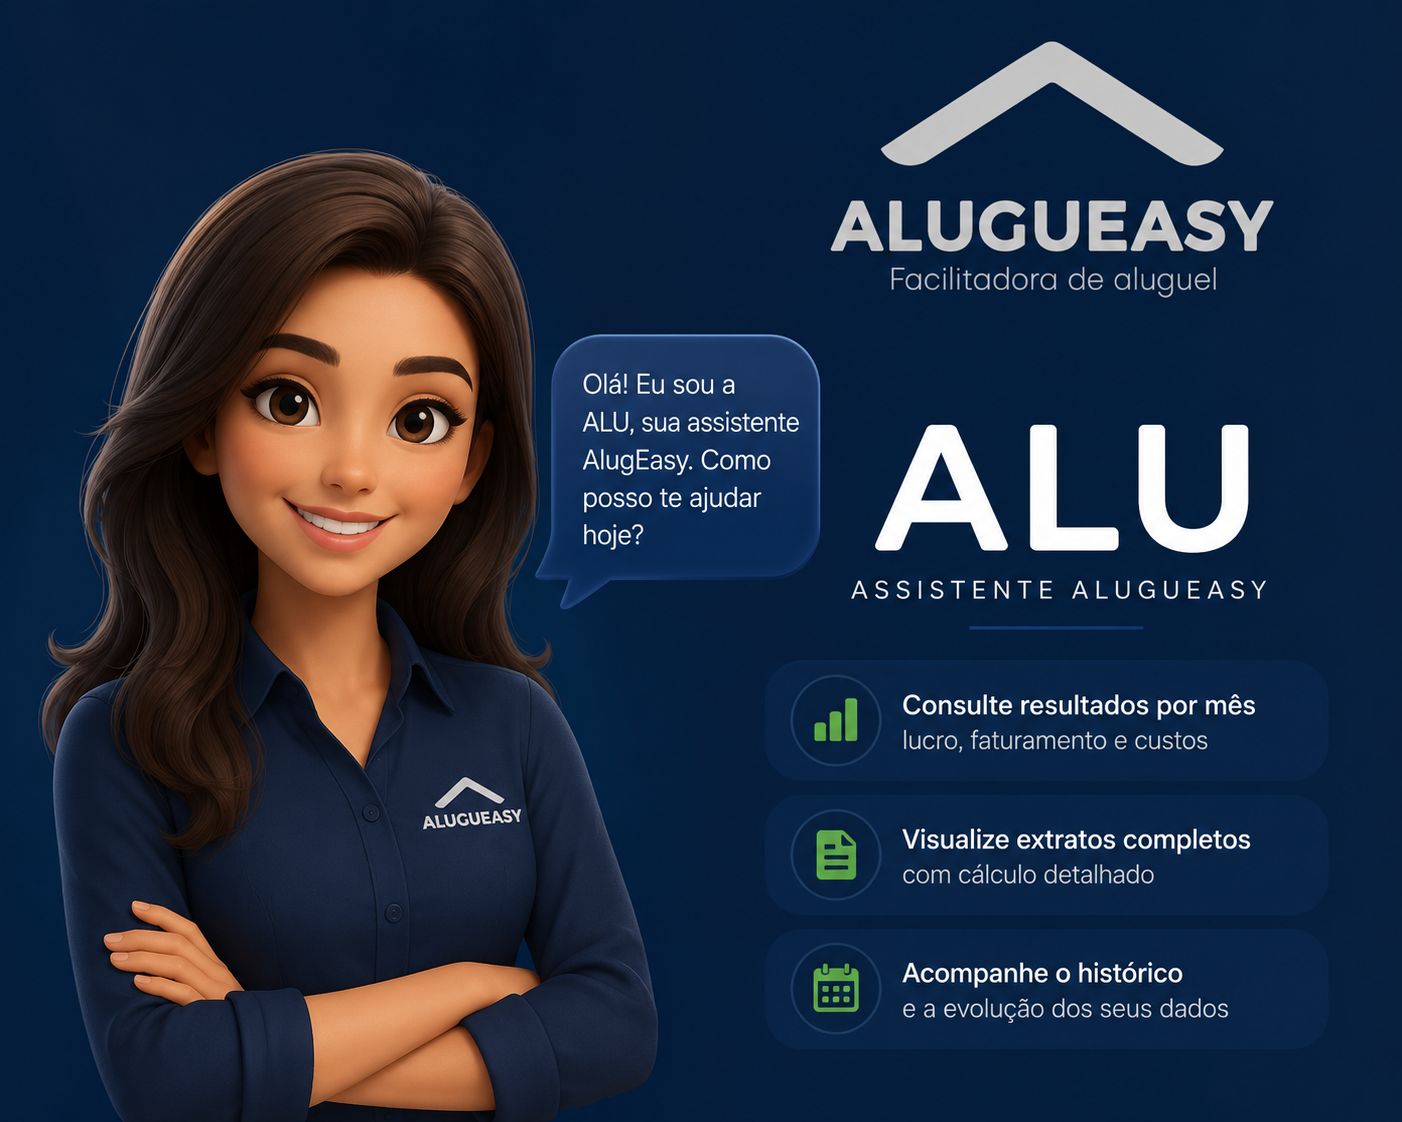 ALUGUEASY
Facilitadora de aluguel
Olá! Eu sou a
ALU, sua assistente
AlugEasy. Como
posso te ajudar
hoje?
ALU
ASSISTENTE ALUGUEASY
Consulte resultados por mês
lucro, faturamento e custos
ALUGUEASY
Visualize extratos completos
com cálculo detalhado
Acompanhe o histórico
e a evolução dos seus dados